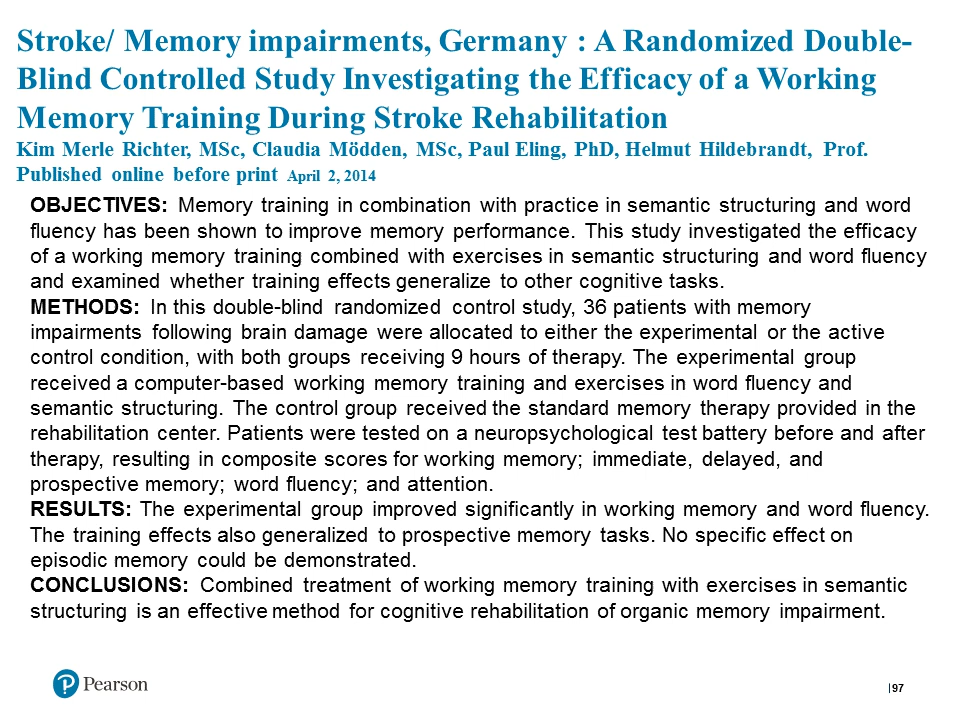 Stroke/ Memory impairments, Germany : A Randomized Double-
Blind Controlled Study Investigating the Efficacy of a Working
Memory Training During Stroke Rehabilitation
Kim Merle Richter, MSc, Claudia Mödden, MSc, Paul Eling, PhD, Helmut Hildebrandt, Prof.
Published online before print April 2, 2014
OBJECTIVES: Memory training in combination with practice in semantic structuring and word
fluency has been shown to improve memory performance. This study investigated the efficacy
of a working memory training combined with exercises in semantic structuring and word fluency
and examined whether training effects generalize to other cognitive tasks.
METHODS: In this double-blind randomized control study, 36 patients with memory
impairments following brain damage were allocated to either the experimental or the active
control condition, with both groups receiving 9 hours of therapy. The experimental group
received a computer-based working memory training and exercises in word fluency and
semantic structuring. The control group received the standard memory therapy provided in the
rehabilitation center. Patients were tested on a neuropsychological test battery before and after
therapy, resulting in composite scores for working memory; immediate, delayed, and
prospective memory; word fluency; and attention.
RESULTS: The experimental group improved significantly in working memory and word fluency.
The training effects also generalized to prospective memory tasks. No specific effect on
episodic memory could be demonstrated.
CONCLUSIONS: Combined treatment of working memory training with exercises in semantic
structuring is an effective method for cognitive rehabilitation of organic memory impairment.
P Pearson
|97